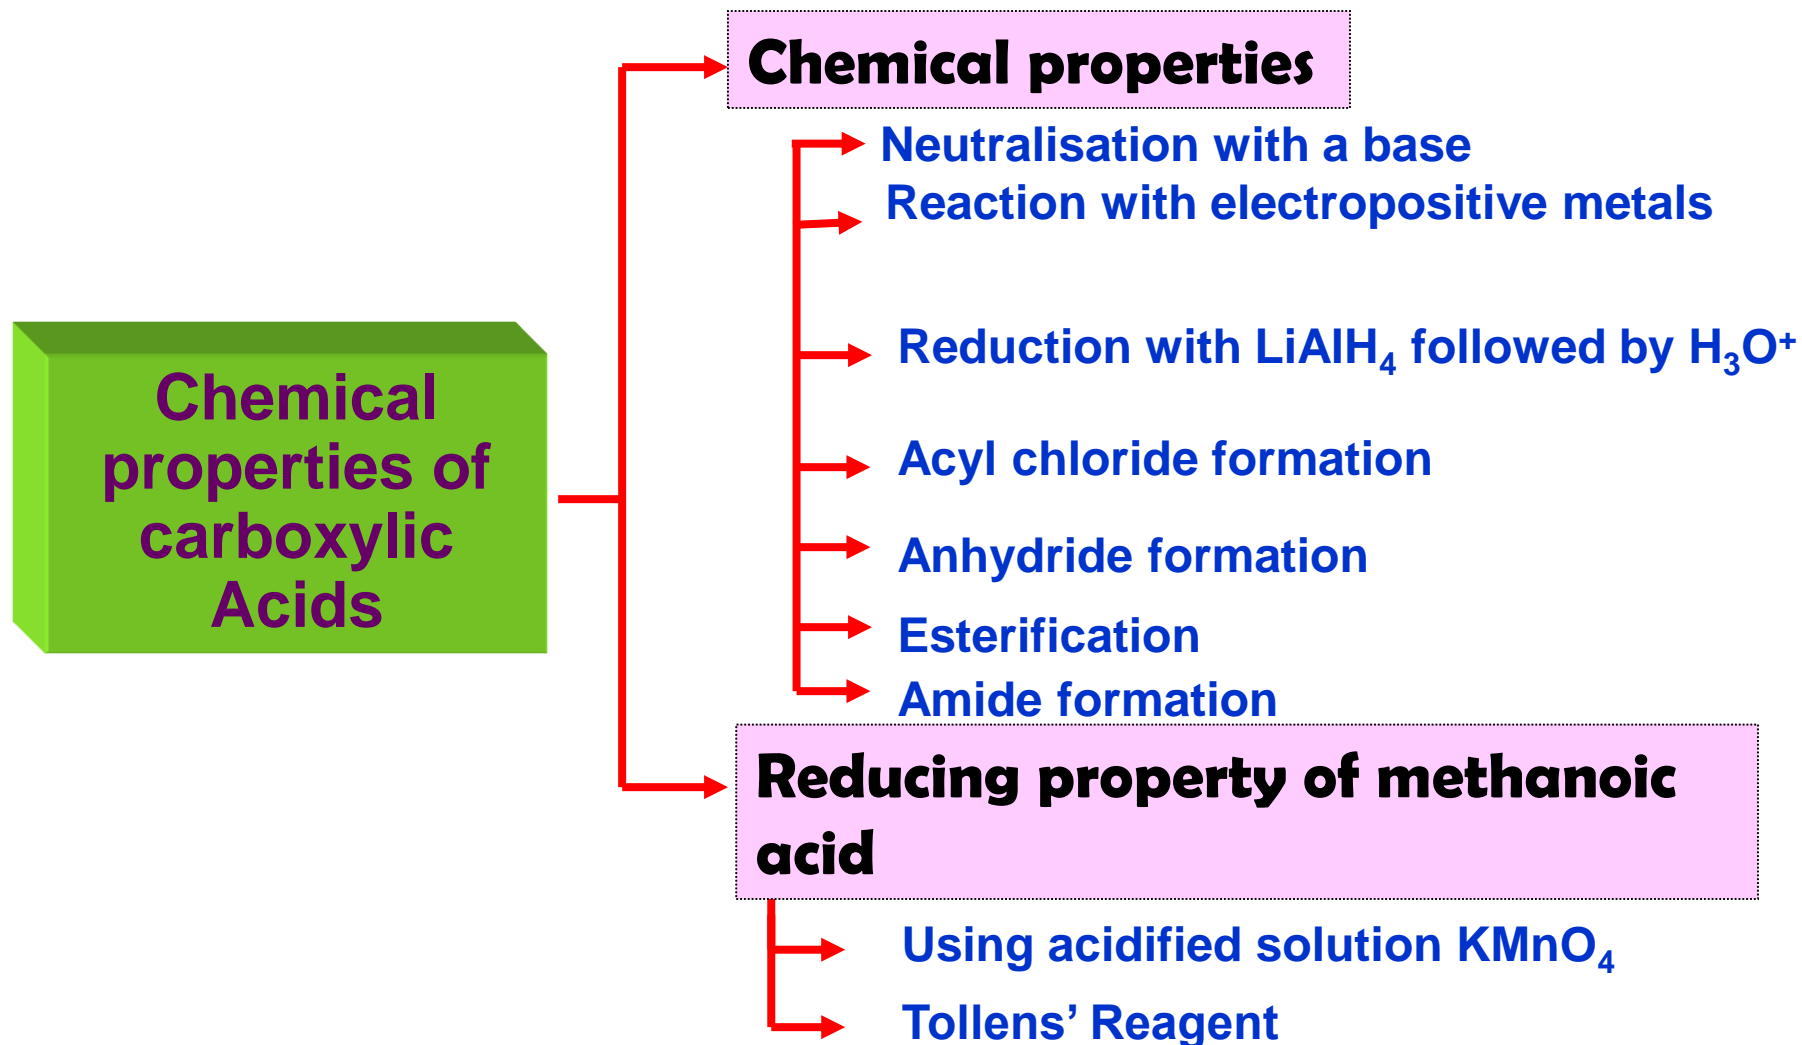 Chemical properties
Neutralisation with a base
Reaction with electropositive metals
Reduction with LiAlH₄ followed by H₃O⁺
Chemical
properties of
carboxylic
Acids
Acyl chloride formation
Anhydride formation
Esterification
Amide formation
Reducing property of methanoic
acid
Using acidified solution KMnO₄
Tollens’ Reagent